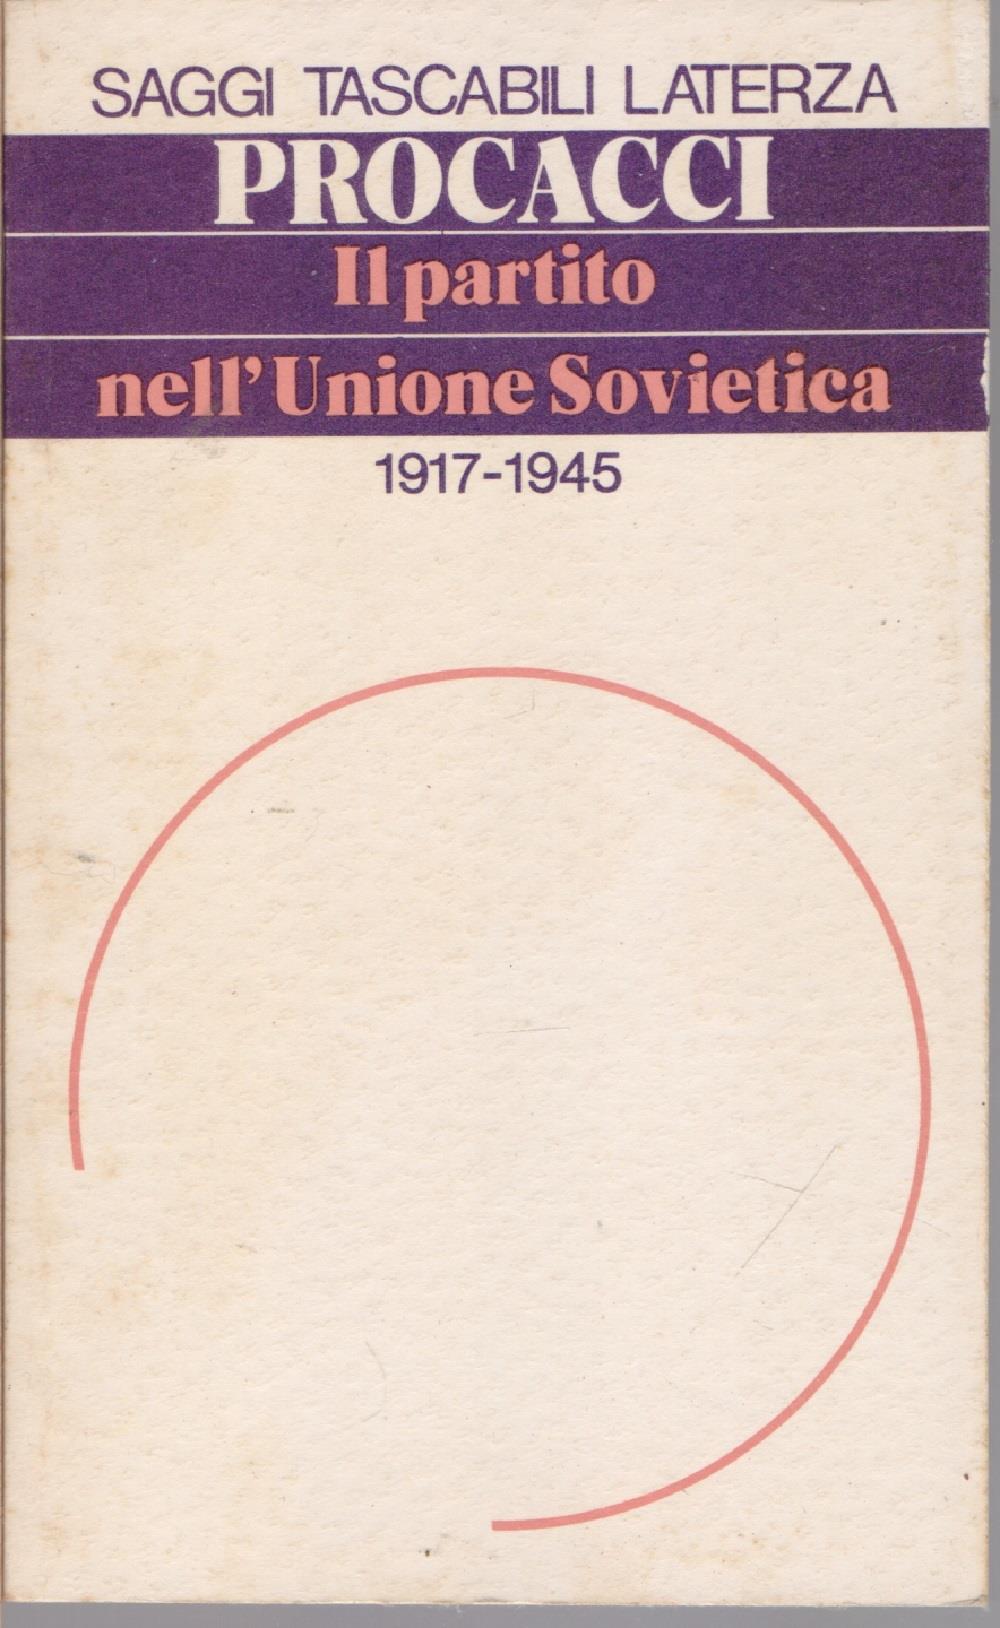 SAGGI TASCABILI LATERZA
PROCACCI
Il partito
nell'Unione Sovietica
1917-1945